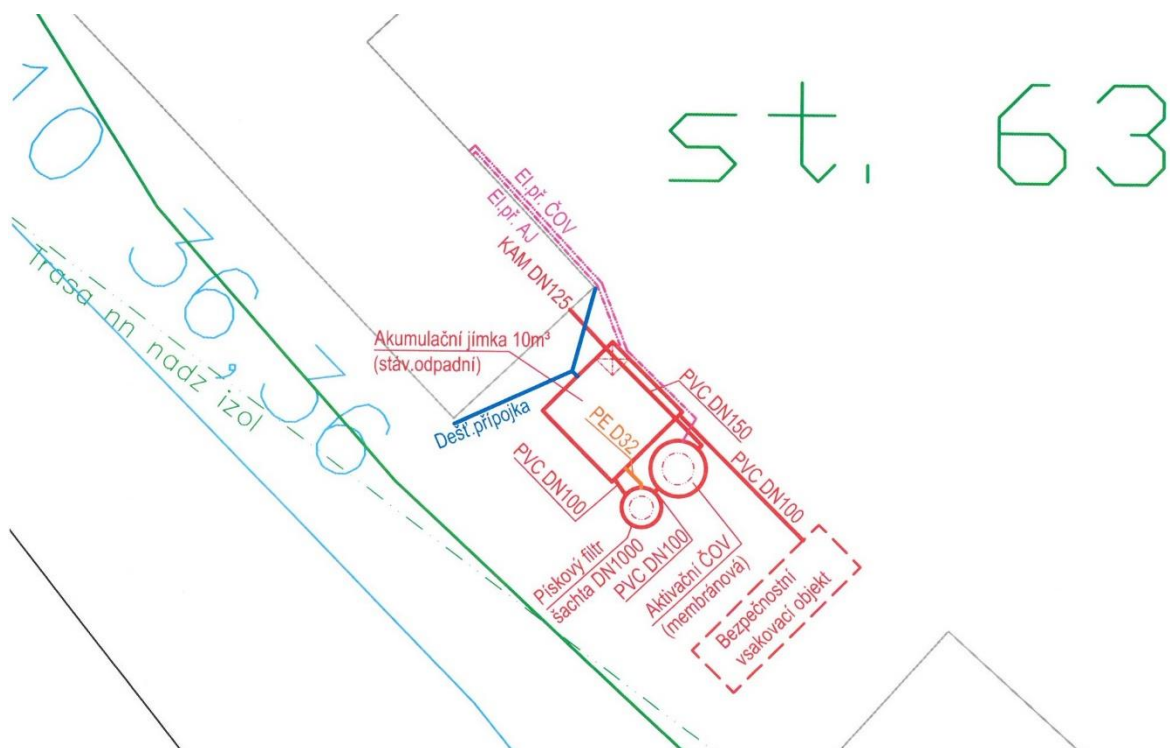 st. 63
10 36,36
Trasa nn nadz izol
El.př. ČOV
El.př. AJ
KAM DN125
Akumulační jímka 10m³
(stáv.odpadní)
PVC DN150
Dešť.přípojka
PE D32
PVC DN100
PVC DN100
Pískový filtr
šachta DN1000
PVC DN100
Aktivační ČOV
(membránová)
Bezpečnostní
vsakovací objekt